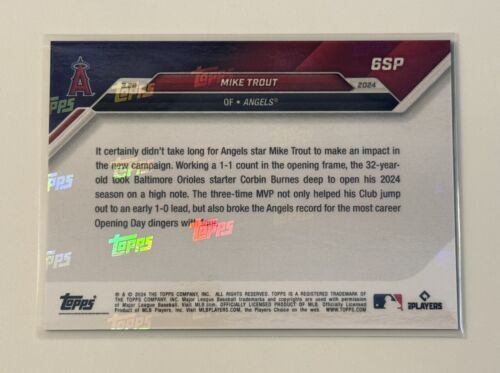 6SP
A
MIKE TROUT
2024
OF • ANGELS®
It certainly didn't take long for Angels star Mike Trout to make an impact in
the new campaign. Working a 1-1 count in the opening frame, the 32-year-
old took Baltimore Orioles starter Corbin Burnes deep to open his 2024
season on a high note. The three-time MVP not only helped his Club jump
out to an early 1-0 lead, but also broke the Angels record for the most career
Opening Day dingers with
topps
topps
topps
topps
topps
® & © 2024 THE TOPPS COMPANY, INC. ALL RIGHTS RESERVED. TOPPS IS A REGISTERED TRADEMARK OF
THE TOPPS COMPANY, INC. Major League Baseball trademarks and copyrights are used with permission
of Major League Baseball. Visit MLB.com. OFFICIALLY LICENSED PRODUCT OF MLB Players, Inc. Officially Licensed
Product of MLB Players, Inc. Visit MLBPLAYERS.COM, the Players Choice on the web. WWW.TOPPS.COM
topps
PLAYERS